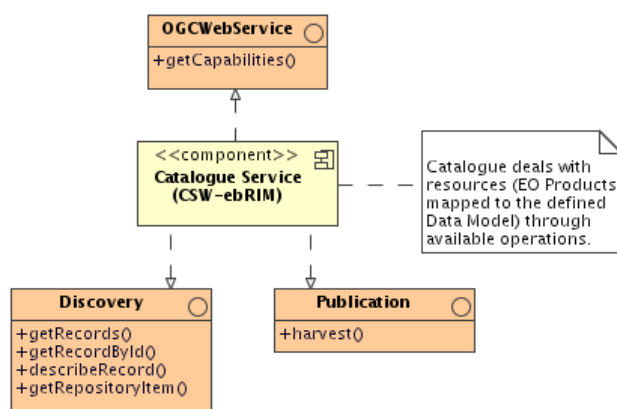 OGCWebService
+getCapabilities()
<<component>>
Catalogue Service
(CSW-ebRIM)
Catalogue deals with
resources (EO Products
mapped to the defined
Data Model) through
available operations.
Discovery
+getRecords()
+getRecordById()
+describeRecord()
+getRepositoryItem()
Publication
+harvest()